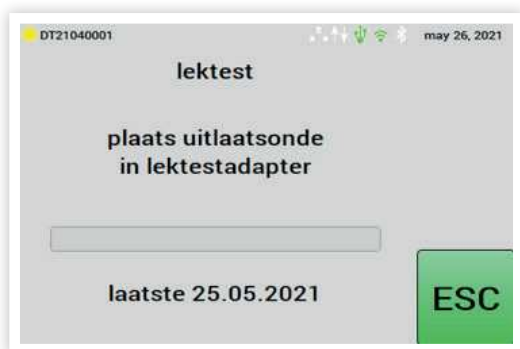 DT21040001 may 26, 2021
lektest
plaats uitlaatsonde
in lektestadapter
laatste 25.05.2021
ESC